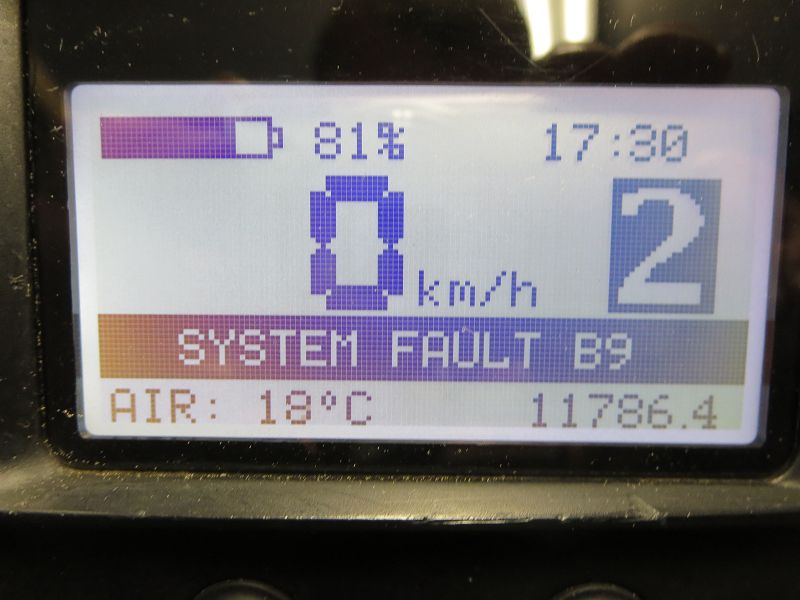 81% 17:30
0 km/h 2
SYSTEM FAULT B9
AIR: 18°C 11786.4